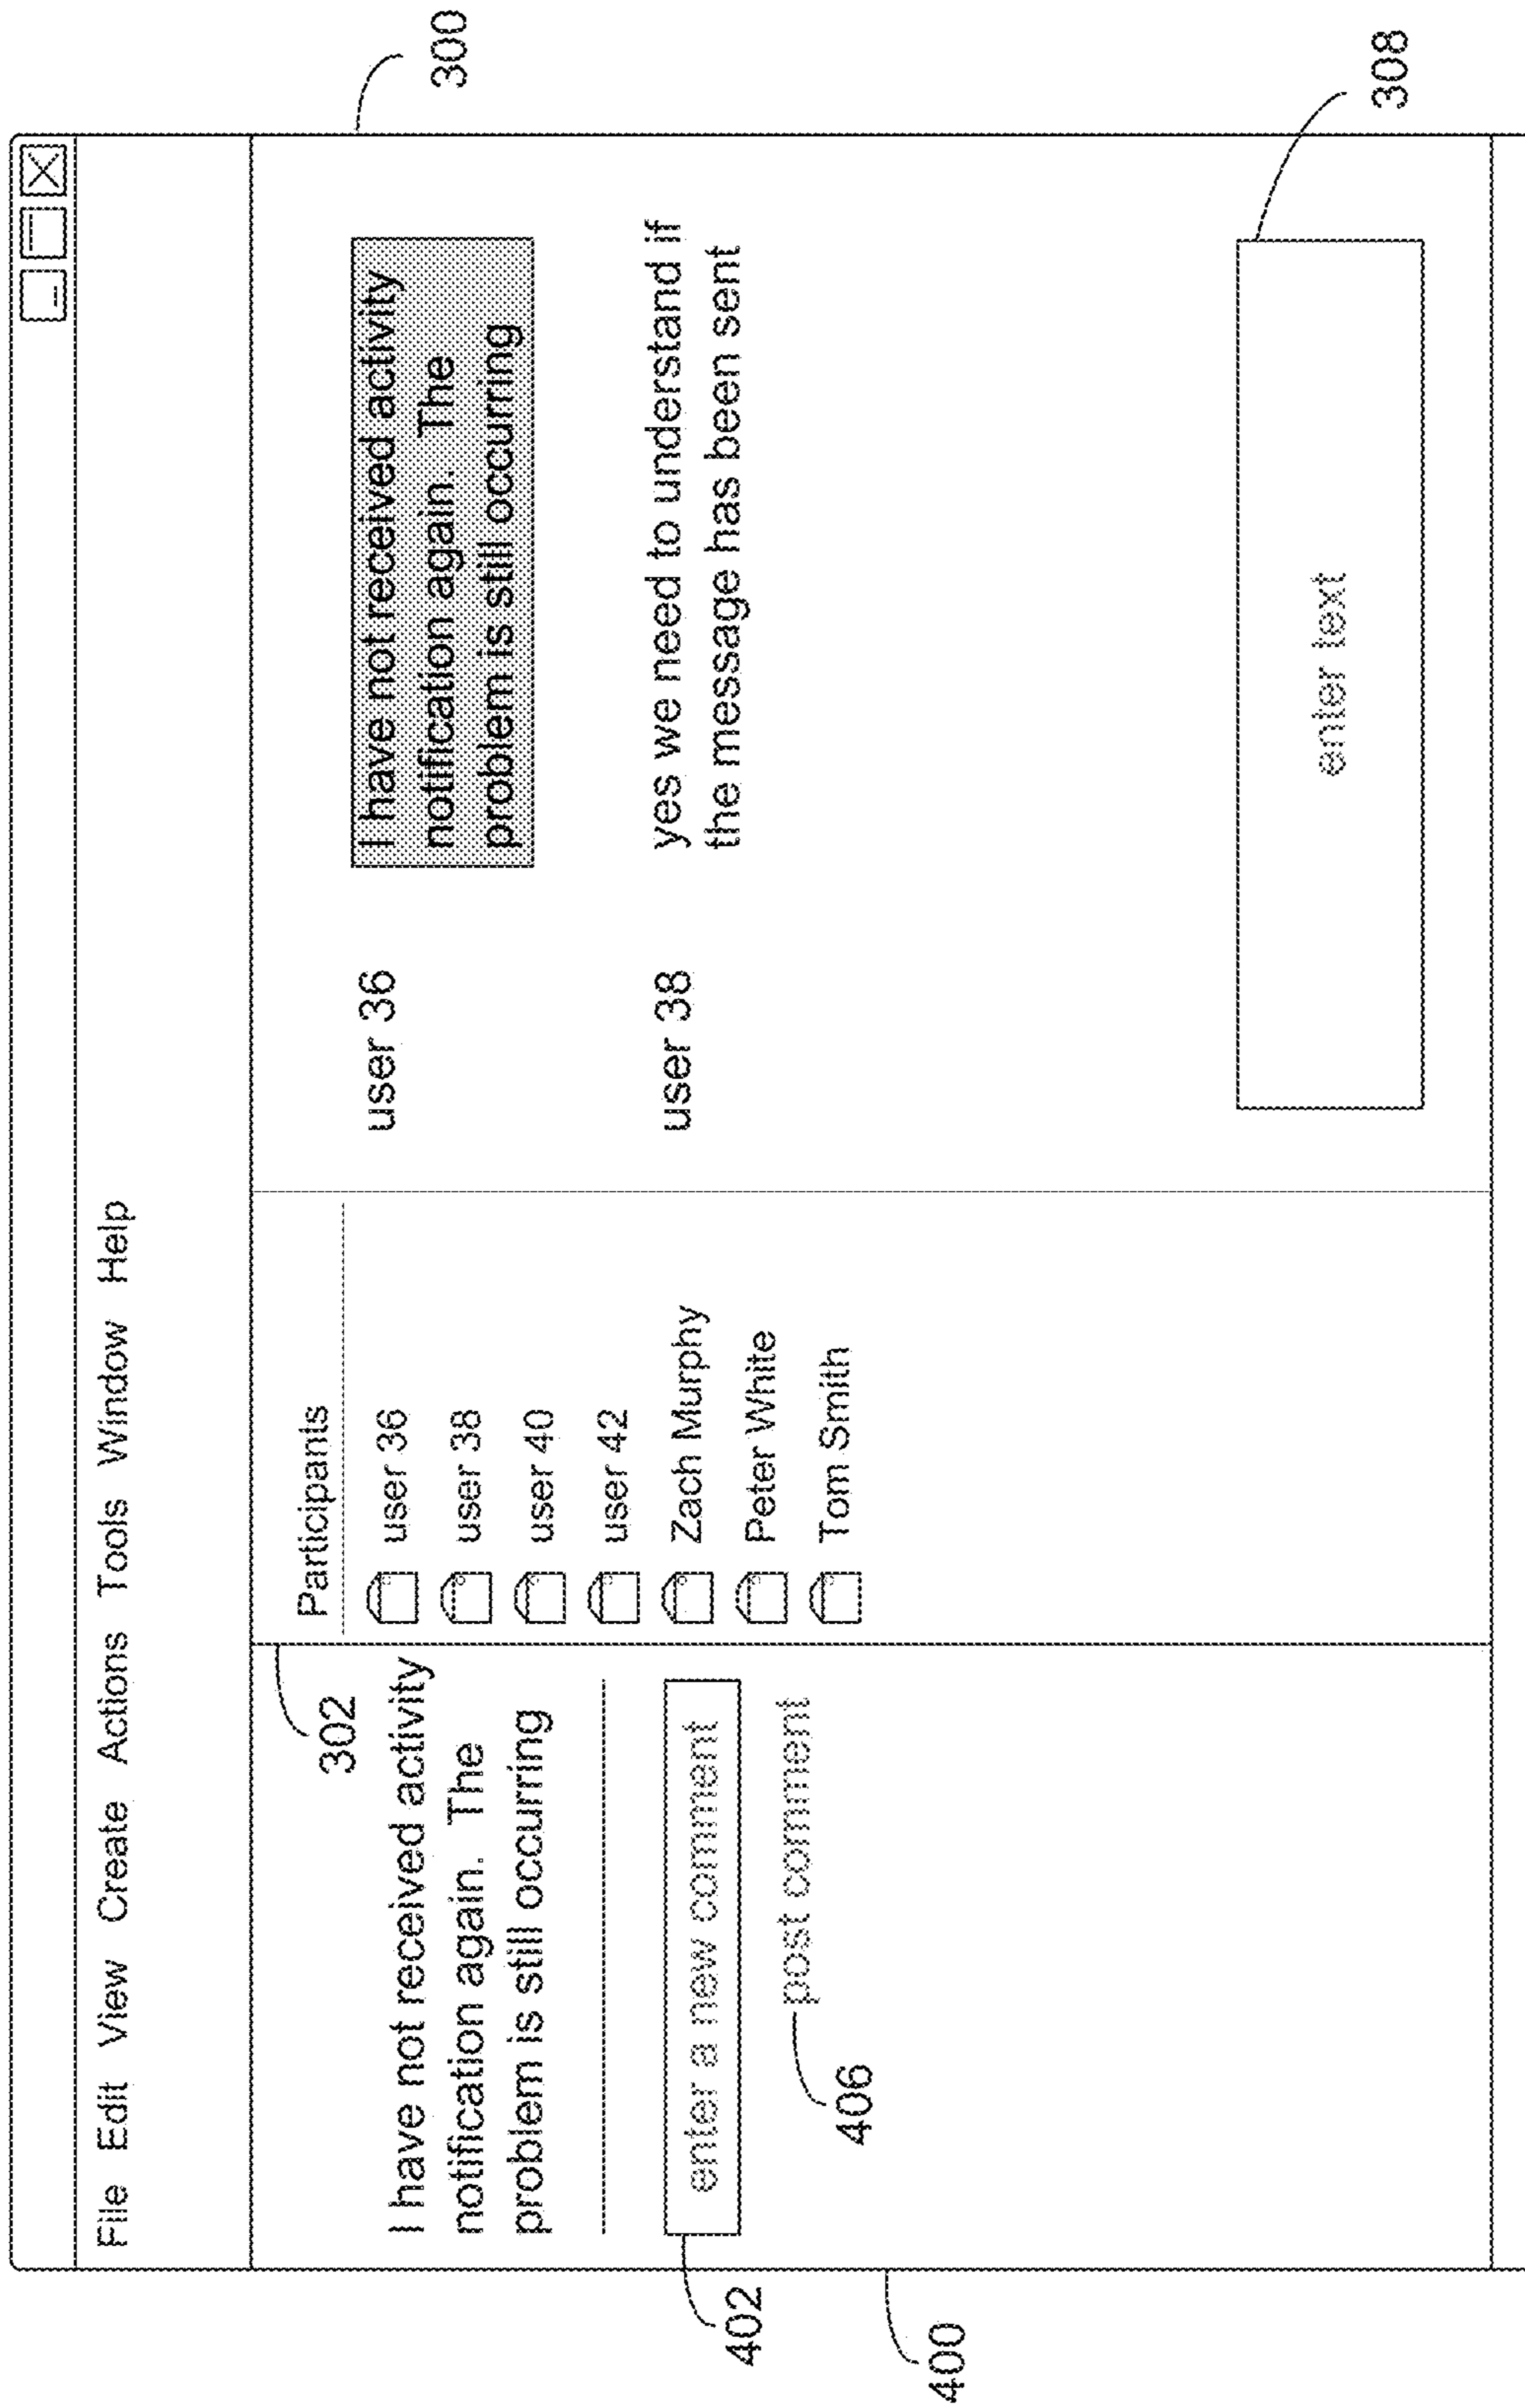 File Edit View Create Actions Tools Window Help
300
302
I have not received activity
notification again. The
problem is still occurring
enter a new comment
post comment
402
406
400
Participants
user 36
user 38
user 40
user 42
Zach Murphy
Peter White
Tom Smith
user 36
I have not received activity
notification again. The
problem is still occurring
user 38
yes we need to understand if
the message has been sent
enter text
308